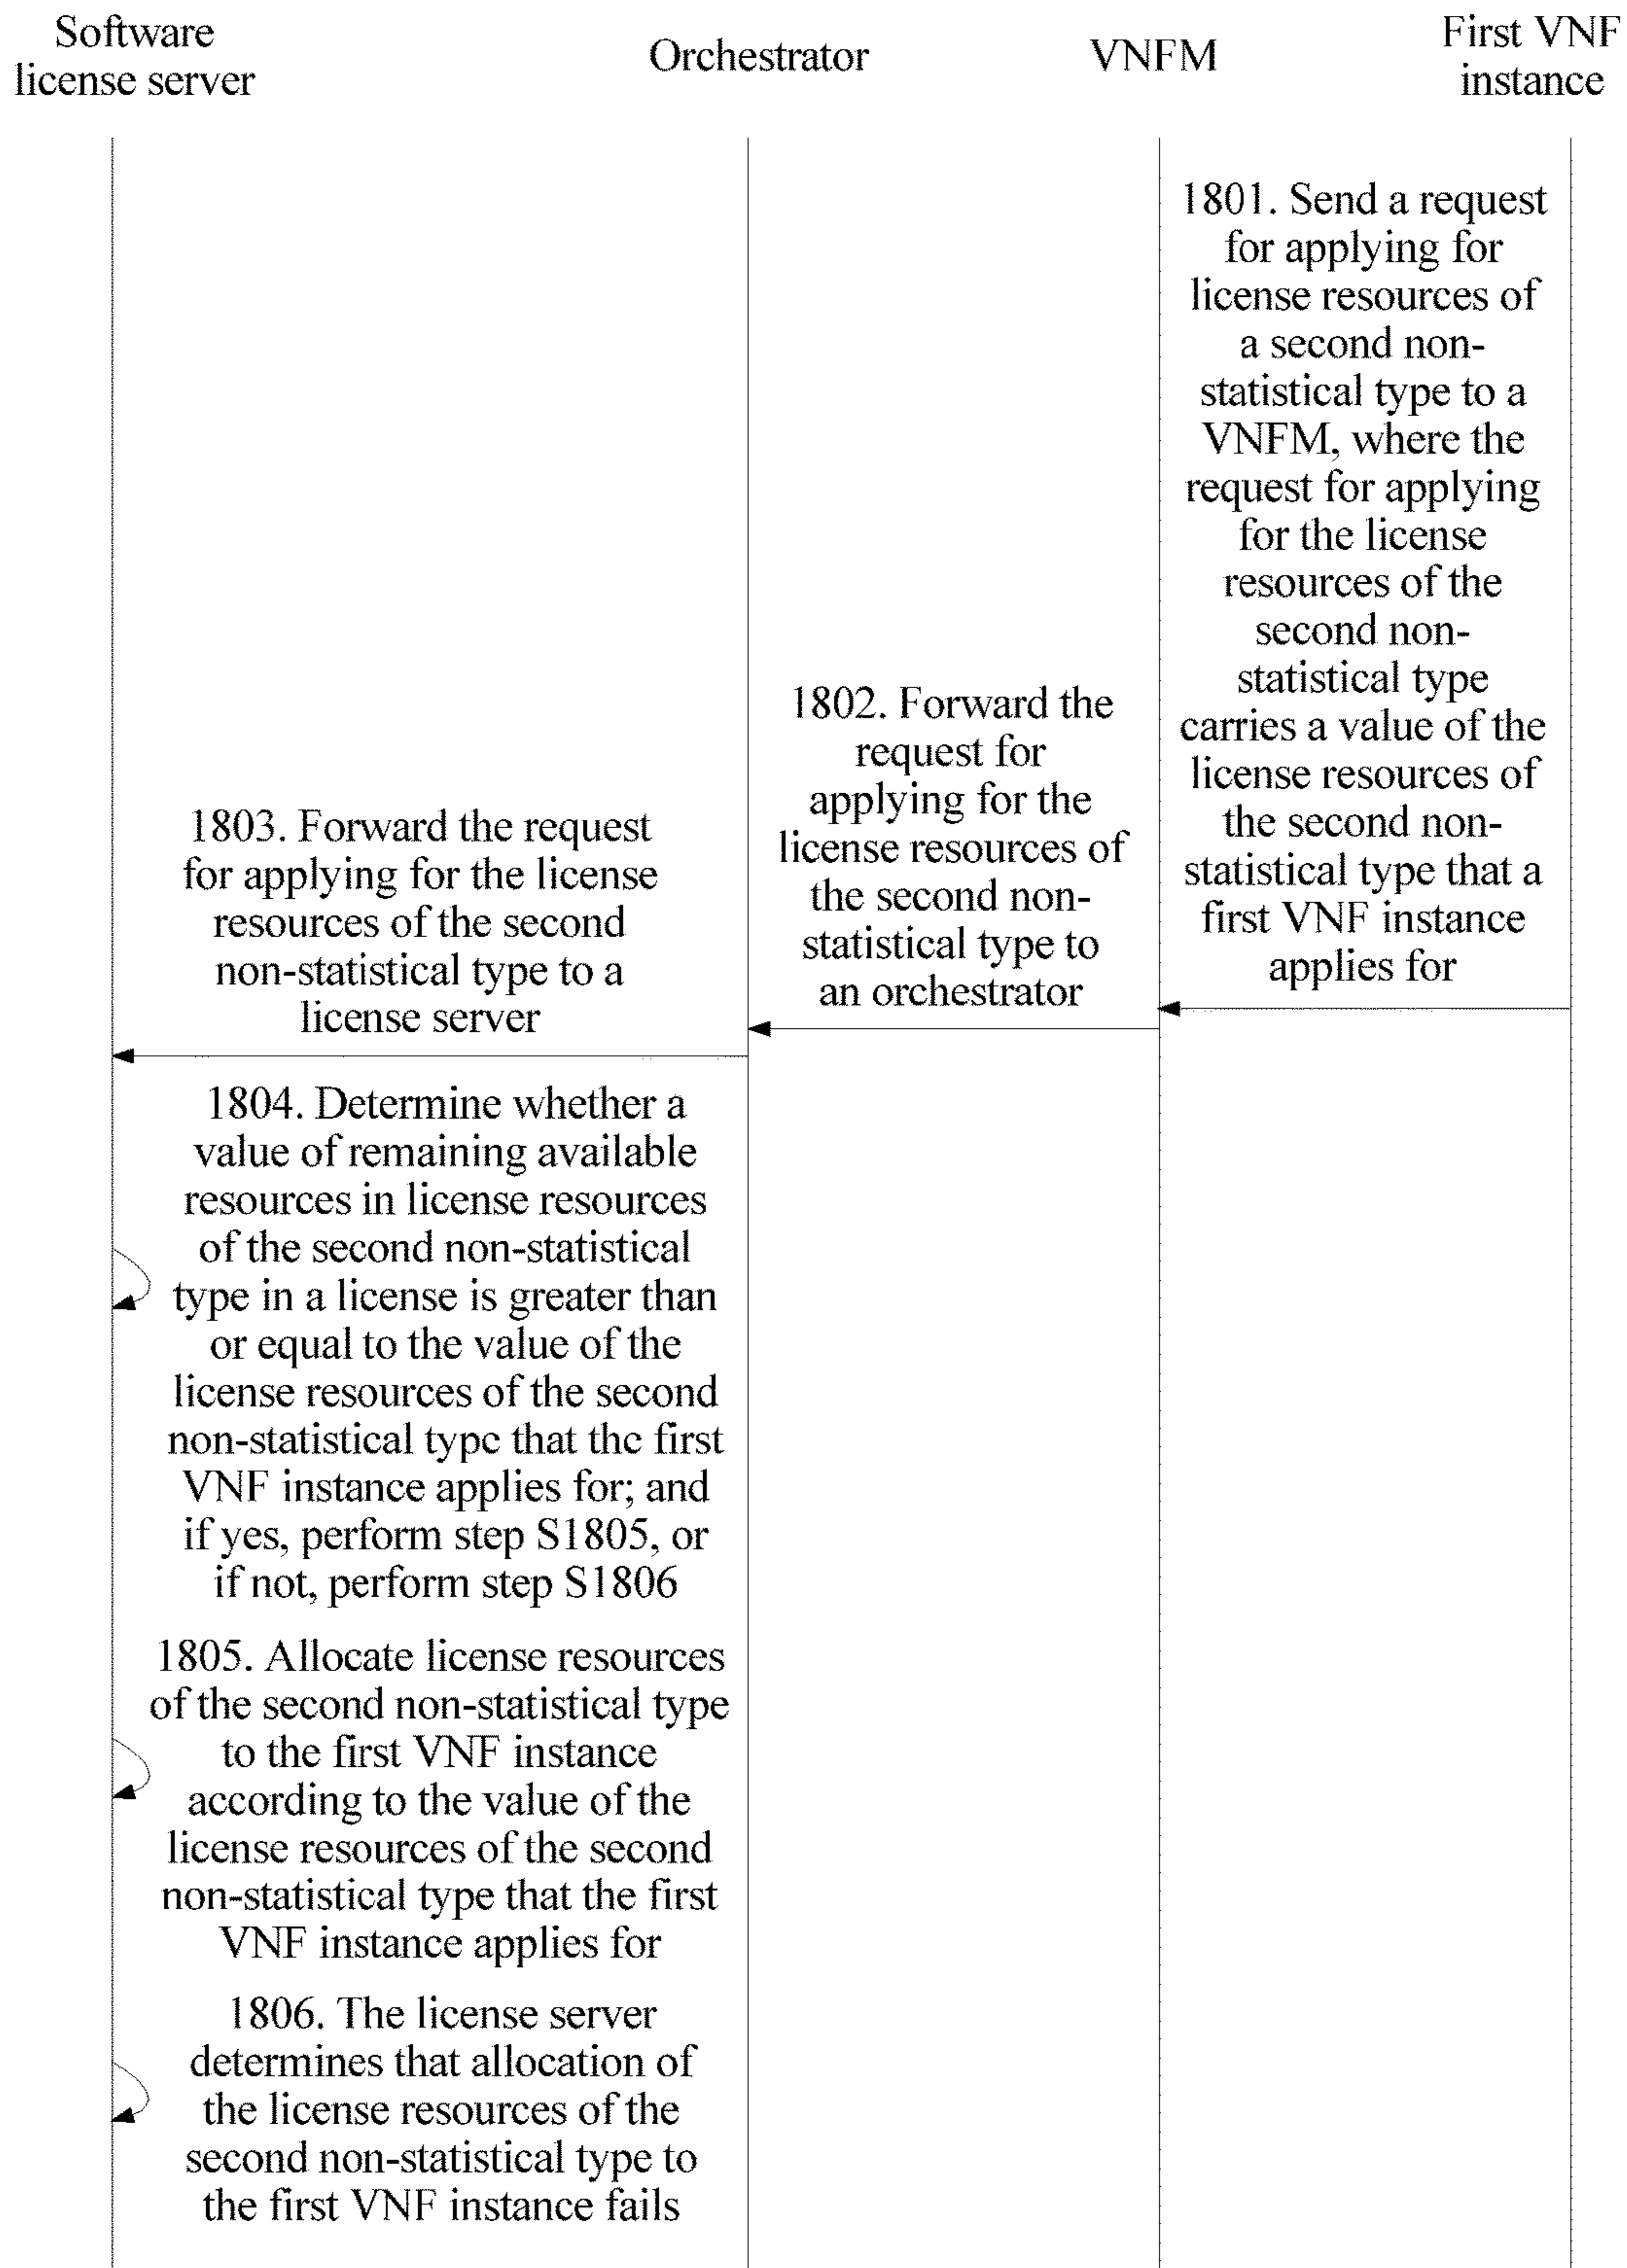 Software
license server
Orchestrator
VNFM
First VNF
instance
1801. Send a request
for applying for
license resources of
a second non-
statistical type to a
VNFM, where the
request for applying
for the license
resources of the
second non-
statistical type
carries a value of the
license resources of
the second non-
statistical type that a
first VNF instance
applies for
1802. Forward the
request for
applying for the
license resources of
the second non-
statistical type to
an orchestrator
1803. Forward the request
for applying for the license
resources of the second
non-statistical type to a
license server
1804. Determine whether a
value of remaining available
resources in license resources
of the second non-statistical
type in a license is greater than
or equal to the value of the
license resources of the second
non-statistical type that the first
VNF instance applies for; and
if yes, perform step S1805, or
if not, perform step S1806
1805. Allocate license resources
of the second non-statistical type
to the first VNF instance
according to the value of the
license resources of the second
non-statistical type that the first
VNF instance applies for
1806. The license server
determines that allocation of
the license resources of the
second non-statistical type to
the first VNF instance fails